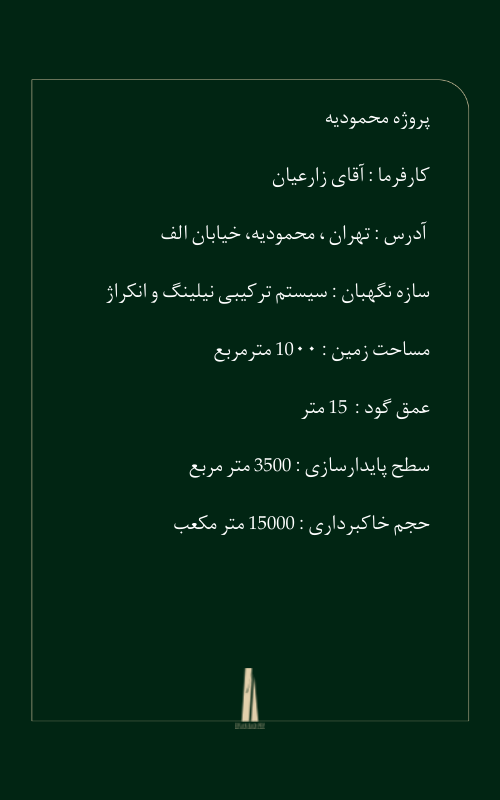 پروژه محمودیه
کارفرما : آقای زارعیان
آدرس : تهران ، محمودیه، خیابان الف
سازه نگهبان : سیستم ترکیبی نیلینگ و انکراژ
مساحت زمین : 10۰۰ مترمربع
عمق گود : 15 متر
سطح پایدارسازی : 3500 متر مربع
حجم خاکبرداری : 15000 متر مکعب